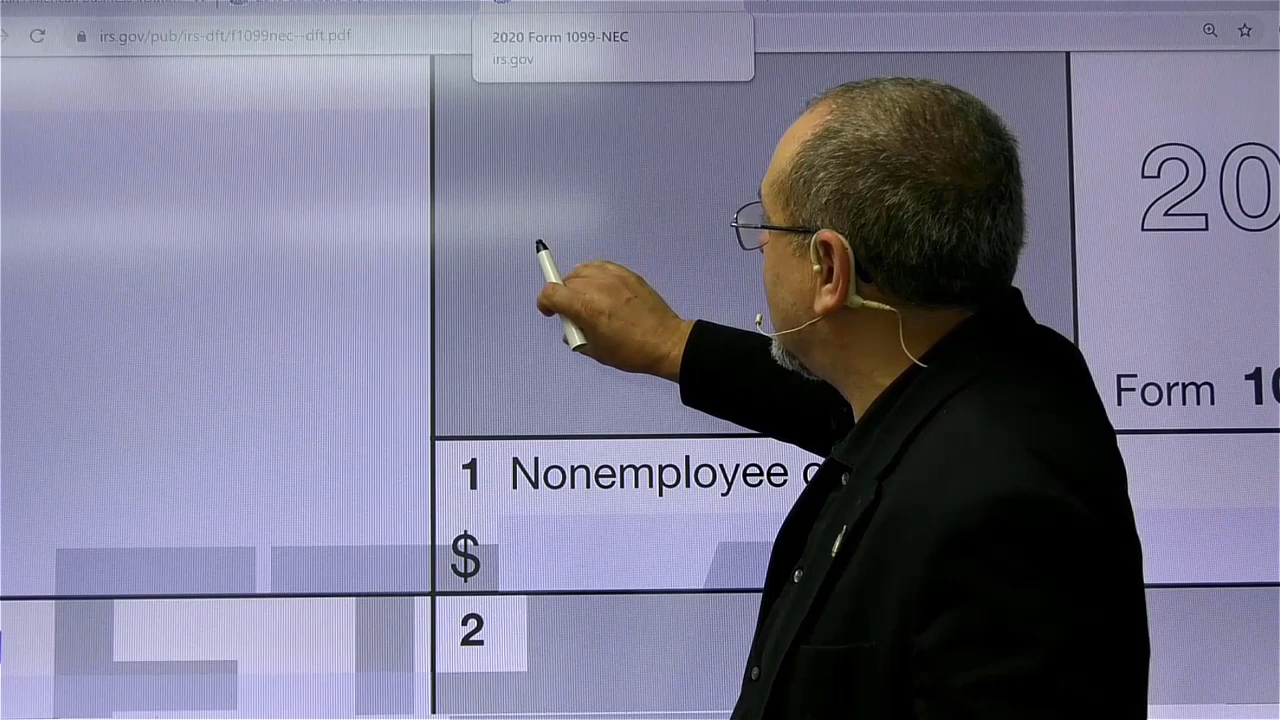 irs.gov/pub/irs-dft/f1099nec--dft.pdf
2020 Form 1099-NEC
irs.gov
20
Form 10
1 Nonemployee
$
2